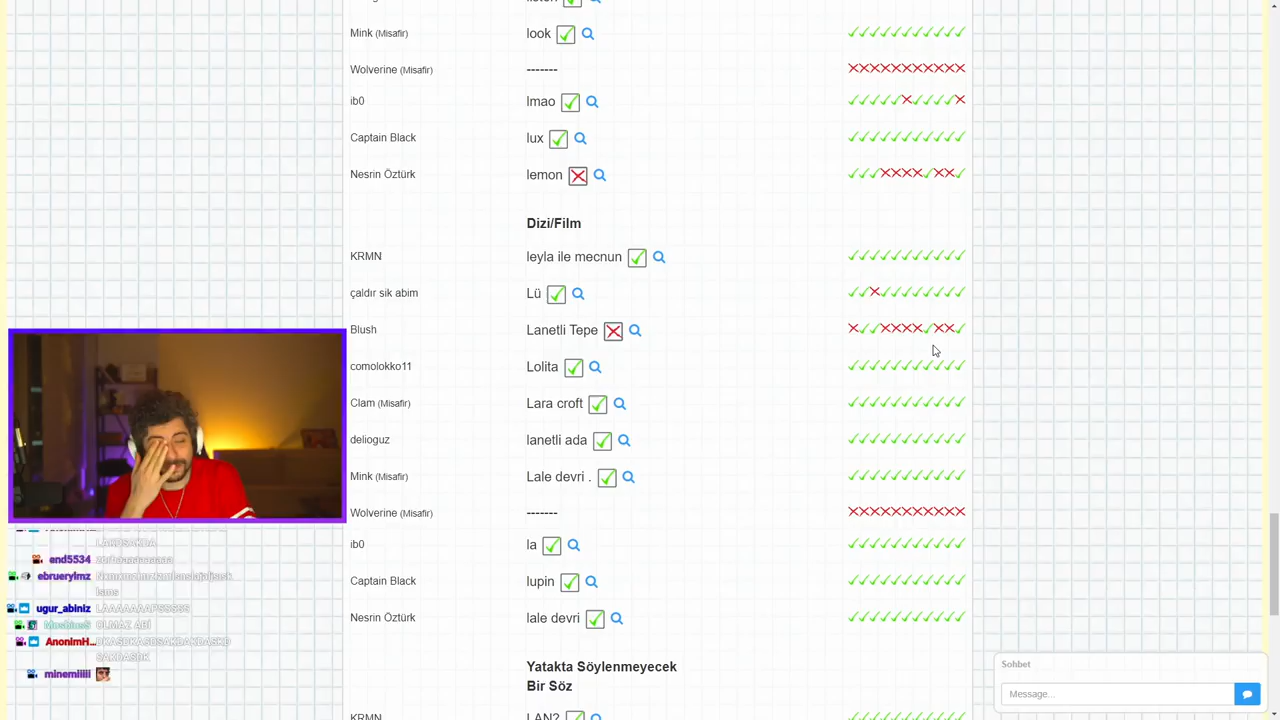 Mink (Misafir) look
Wolverine (Misafir) -------
ib0 lmao
Captain Black lux
Nesrin Öztürk lemon
Dizi/Film
KRMN leyla ile mecnun
çaldır sik abim Lü
Blush Lanetli Tepe
comolokko11 Lolita
Clam (Misafir) Lara croft
delioguz lanetli ada
Mink (Misafir) Lale devri .
Wolverine (Misafir) -------
ib0 la
Captain Black lupin
Nesrin Öztürk lale devri
Yatakta Söylenmeyecek
Bir Söz
KRMN LAN?
end5534
ebruerylmz
lsms
ugur_abiniz
OLMAZ ABİ
AnonimH...
minemiiiii
Sohbet
Message...